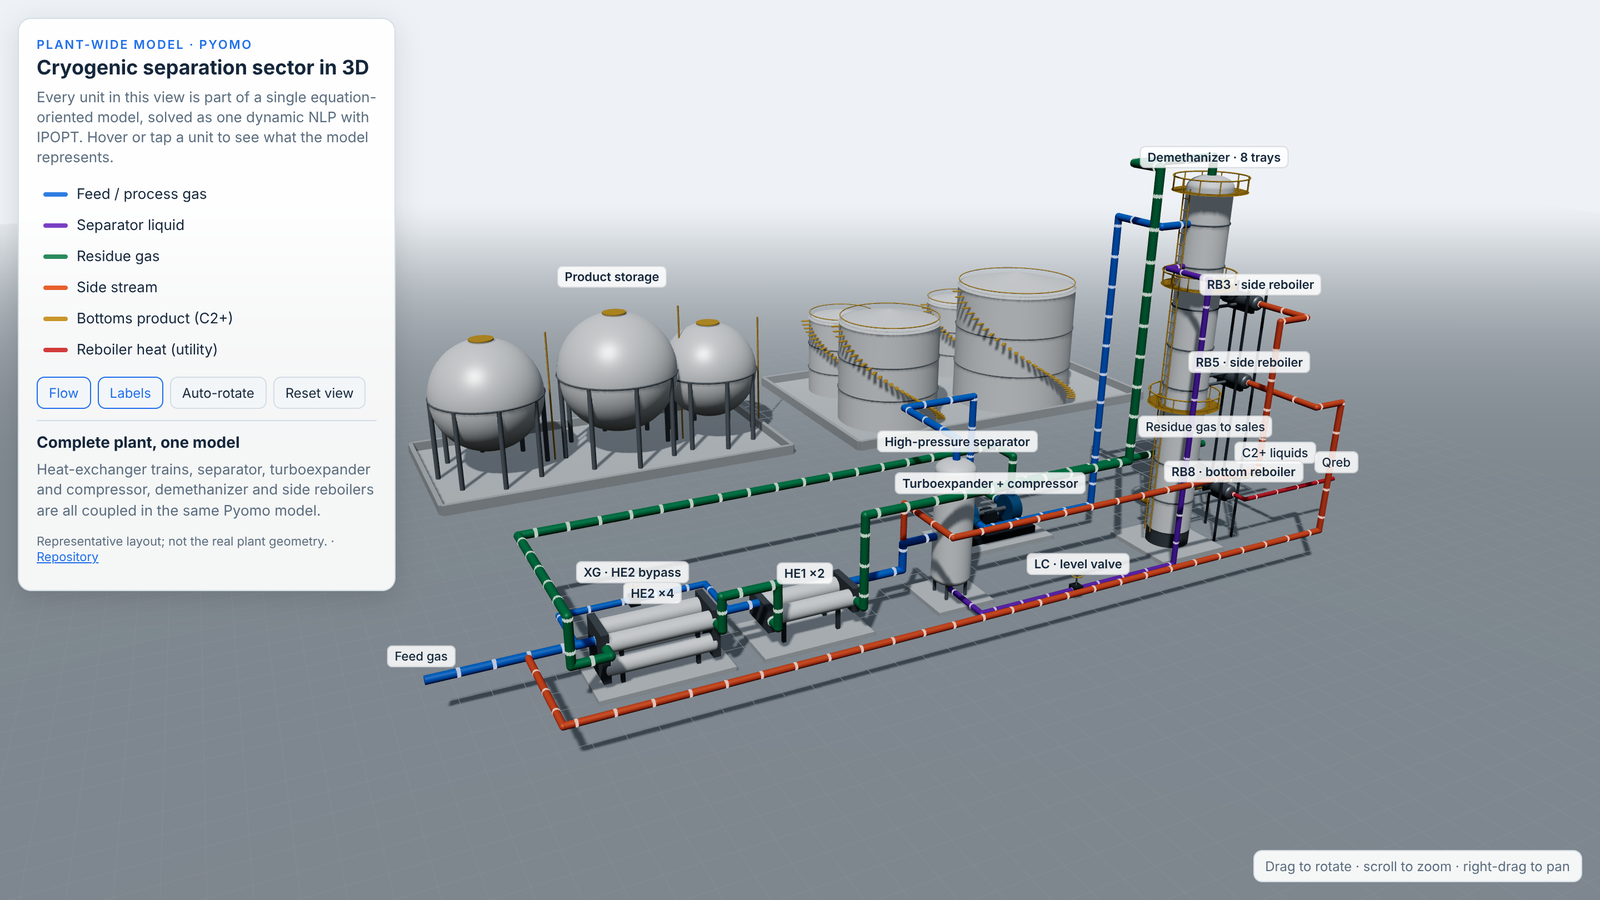 PLANT-WIDE MODEL · PYOMO
Cryogenic separation sector in 3D
Every unit in this view is part of a single equation-
oriented model, solved as one dynamic NLP with
IPOPT. Hover or tap a unit to see what the model
represents.
Feed / process gas
Separator liquid
Residue gas
Side stream
Bottoms product (C2+)
Reboiler heat (utility)
Flow
Labels
Auto-rotate
Reset view
Complete plant, one model
Heat-exchanger trains, separator, turboexpander
and compressor, demethanizer and side reboilers
are all coupled in the same Pyomo model.
Representative layout; not the real plant geometry. ·
Repository
Demethanizer · 8 trays
Product storage
RB3 · side reboiler
RB5 · side reboiler
Residue gas to sales
High-pressure separator
C2+ liquids
Qreb
RB8 · bottom reboiler
Turboexpander + compressor
LC · level valve
XG · HE2 bypass
HE1 ×2
HE2 ×4
Feed gas
Drag to rotate · scroll to zoom · right-drag to pan